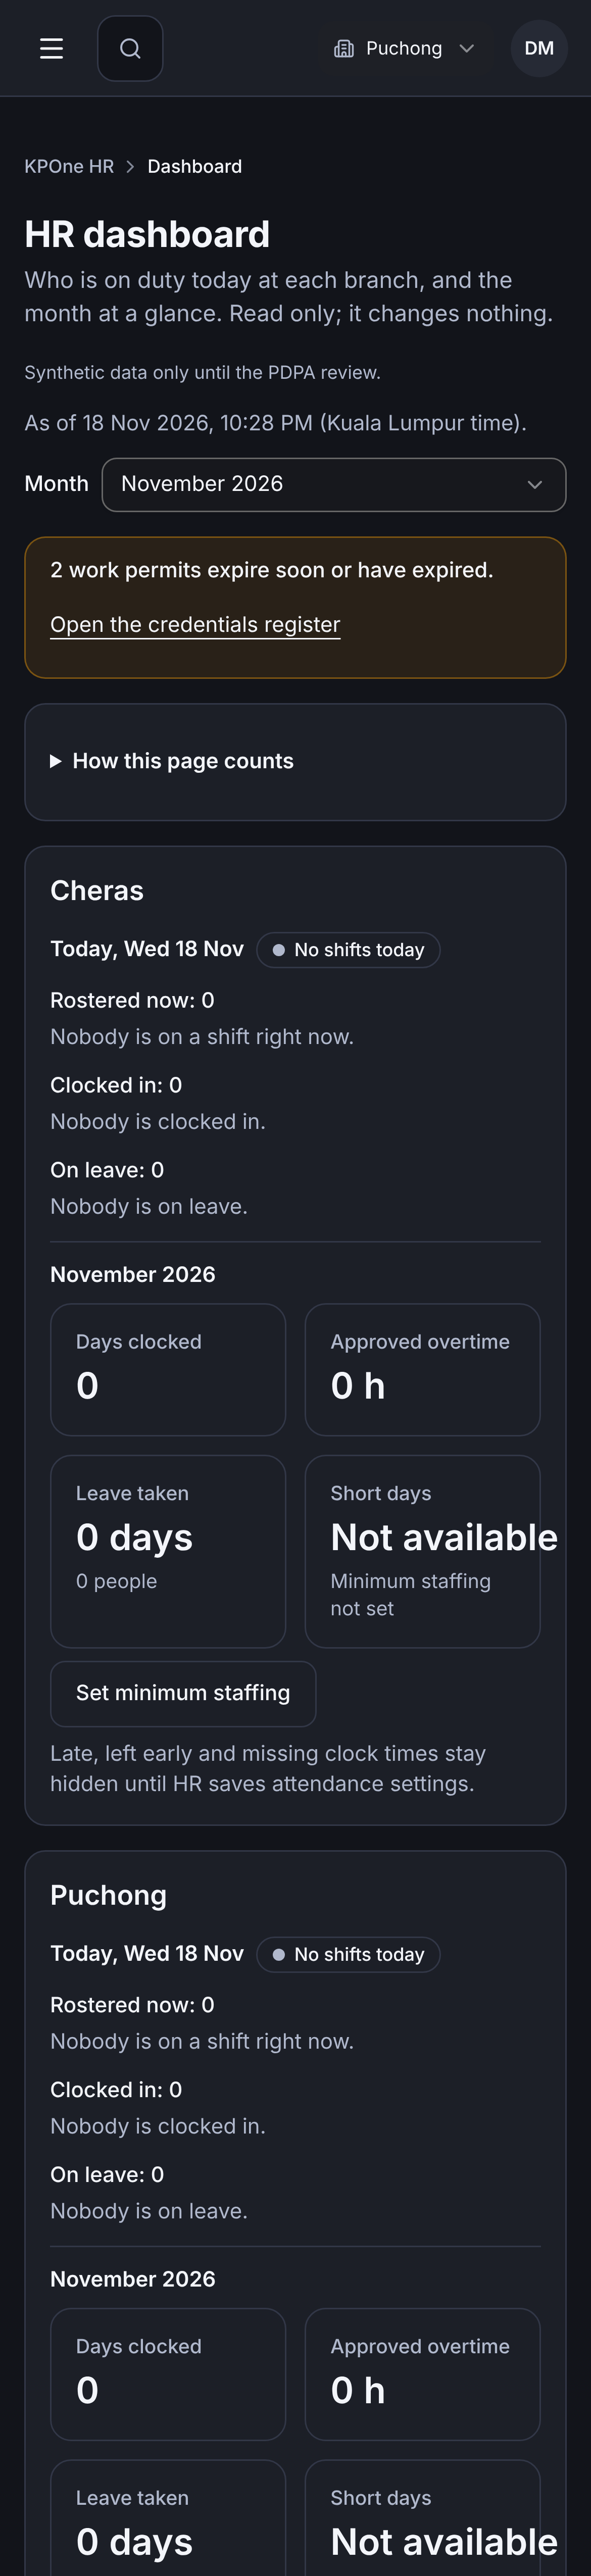 Puchong
DM
KPOne HR > Dashboard
HR dashboard
Who is on duty today at each branch, and the
month at a glance. Read only; it changes nothing.
Synthetic data only until the PDPA review.
As of 18 Nov 2026, 10:28 PM (Kuala Lumpur time).
Month
November 2026
2 work permits expire soon or have expired.
Open the credentials register
How this page counts
Cheras
Today, Wed 18 Nov
No shifts today
Rostered now: 0
Nobody is on a shift right now.
Clocked in: 0
Nobody is clocked in.
On leave: 0
Nobody is on leave.
November 2026
Days clocked
0
Approved overtime
0 h
Leave taken
0 days
0 people
Short days
Not available
Minimum staffing
not set
Set minimum staffing
Late, left early and missing clock times stay
hidden until HR saves attendance settings.
Puchong
Today, Wed 18 Nov
No shifts today
Rostered now: 0
Nobody is on a shift right now.
Clocked in: 0
Nobody is clocked in.
On leave: 0
Nobody is on leave.
November 2026
Days clocked
0
Approved overtime
0 h
Leave taken
0 days
Short days
Not available